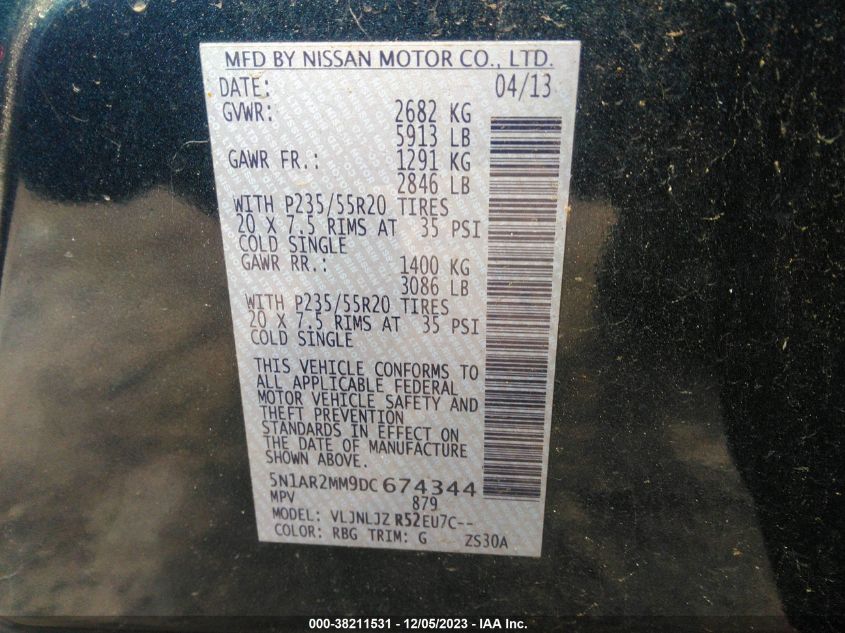 MFD BY NISSAN MOTOR CO., LTD.
DATE: 04/13
GVWR: 2682 KG
5913 LB
GAWR FR.: 1291 KG
2846 LB
WITH P235/55R20 TIRES
20 X 7.5 RIMS AT 35 PSI
COLD SINGLE
GAWR RR.: 1400 KG
3086 LB
WITH P235/55R20 TIRES
20 X 7.5 RIMS AT 35 PSI
COLD SINGLE
THIS VEHICLE CONFORMS TO
ALL APPLICABLE FEDERAL
MOTOR VEHICLE SAFETY AND
THEFT PREVENTION
STANDARDS IN EFFECT ON
THE DATE OF MANUFACTURE
SHOWN ABOVE.
5N1AR2MM9DC674344
MPV 879
MODEL: VLJNLJZ R52EU7C--
COLOR: RBG TRIM: G ZS30A
000-38211531 - 12/05/2023 - IAA Inc.